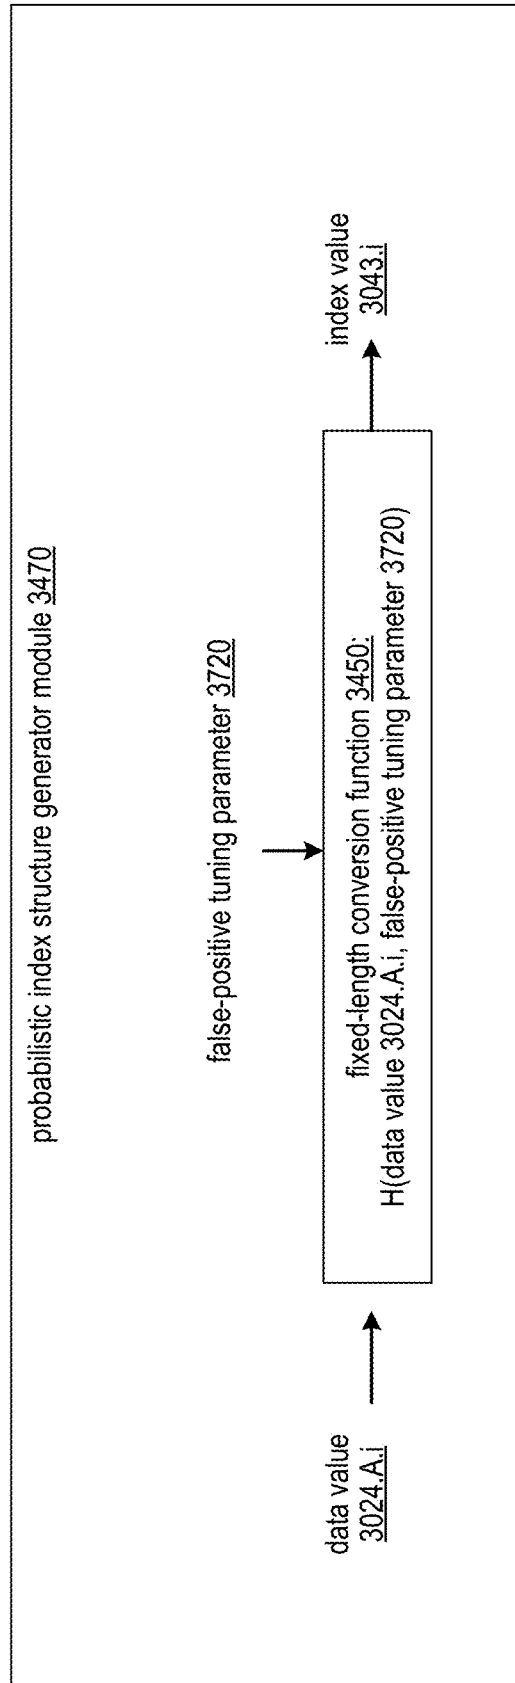 probabilistic index structure generator module 3470
false-positive tuning parameter 3720
data value
3024.A.i
fixed-length conversion function 3450:
H(data value 3024.A.i, false-positive tuning parameter 3720)
index value
3043.i